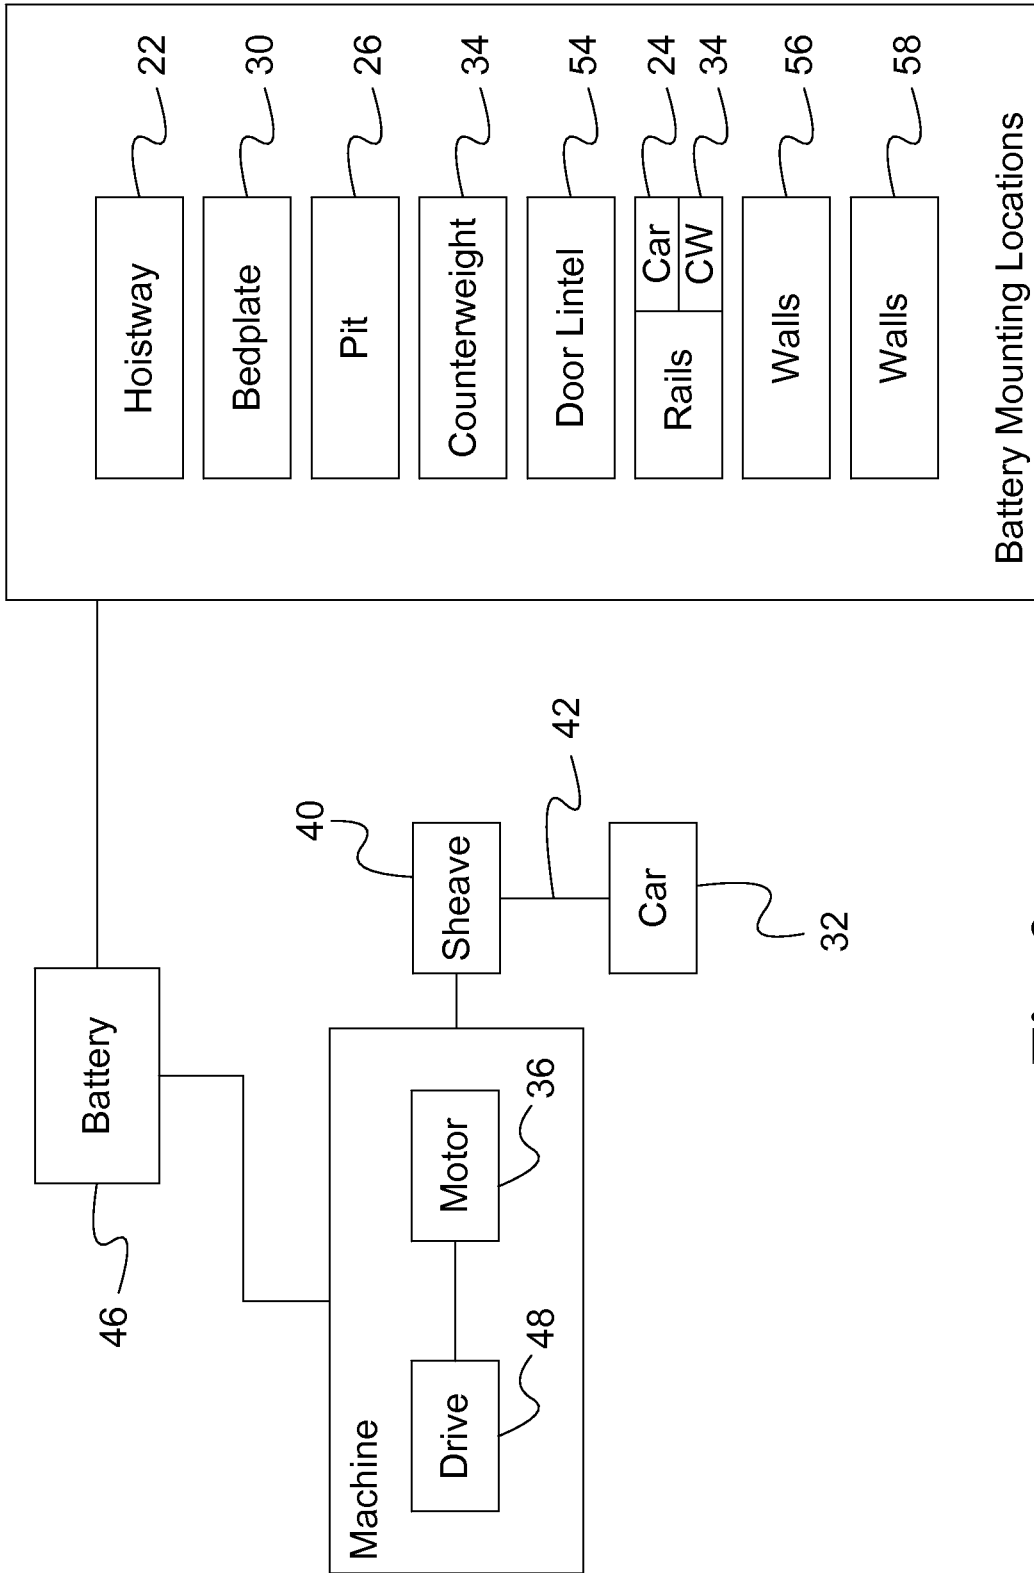 46
Battery
Machine
Drive
48
Motor
36
Sheave
40
42
Car
32
Hoistway
22
Bedplate
30
Pit
26
Counterweight
34
Door Lintel
54
Rails
Car
24
CW
34
Walls
56
Walls
58
Battery Mounting Locations